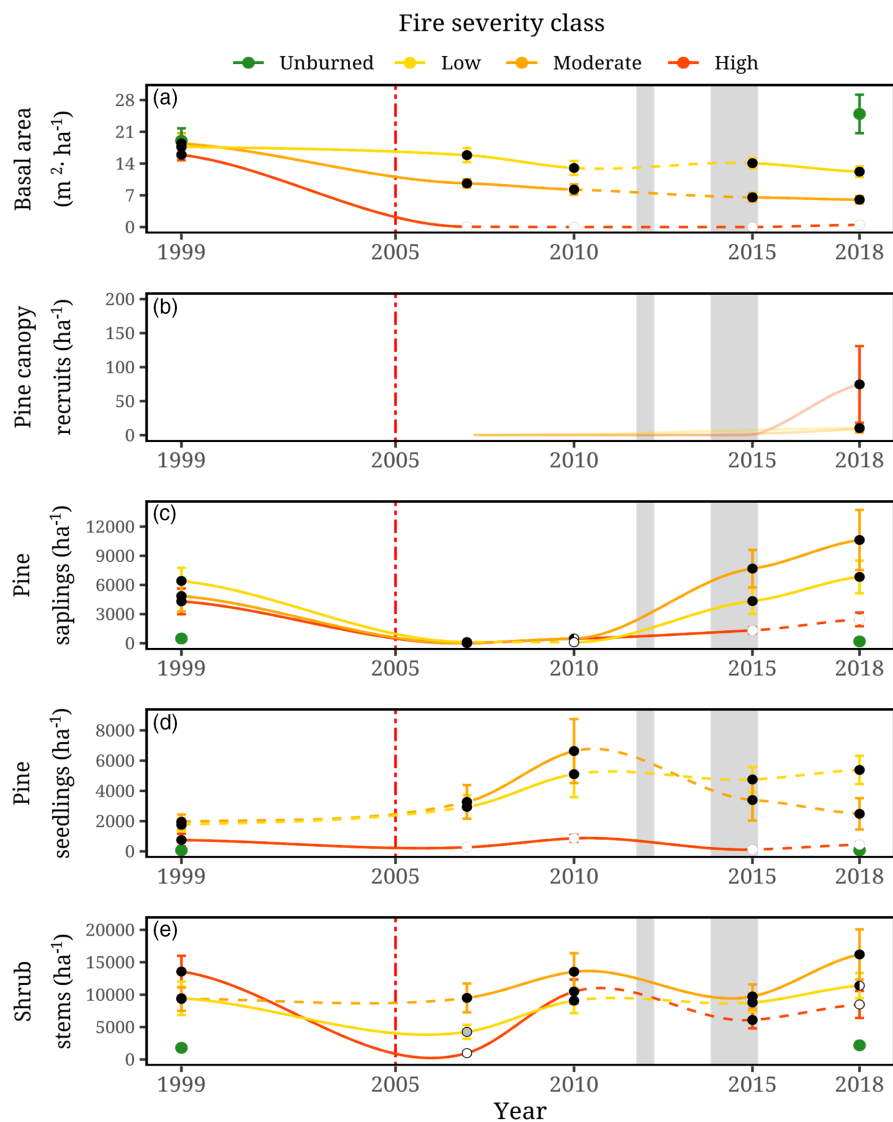 Fire severity class
Unburned Low Moderate High
(a)
Basal area
(m ²· ha⁻¹)
28
21
14
7
0
1999 2005 2010 2015 2018
(b)
Pine canopy
recruits (ha⁻¹)
200
150
100
50
0
1999 2005 2010 2015 2018
(c)
Pine
saplings (ha⁻¹)
12000
9000
6000
3000
0
1999 2005 2010 2015 2018
(d)
Pine
seedlings (ha⁻¹)
8000
6000
4000
2000
0
1999 2005 2010 2015 2018
(e)
Shrub
stems (ha⁻¹)
20000
15000
10000
5000
0
1999 2005 2010 2015 2018
Year